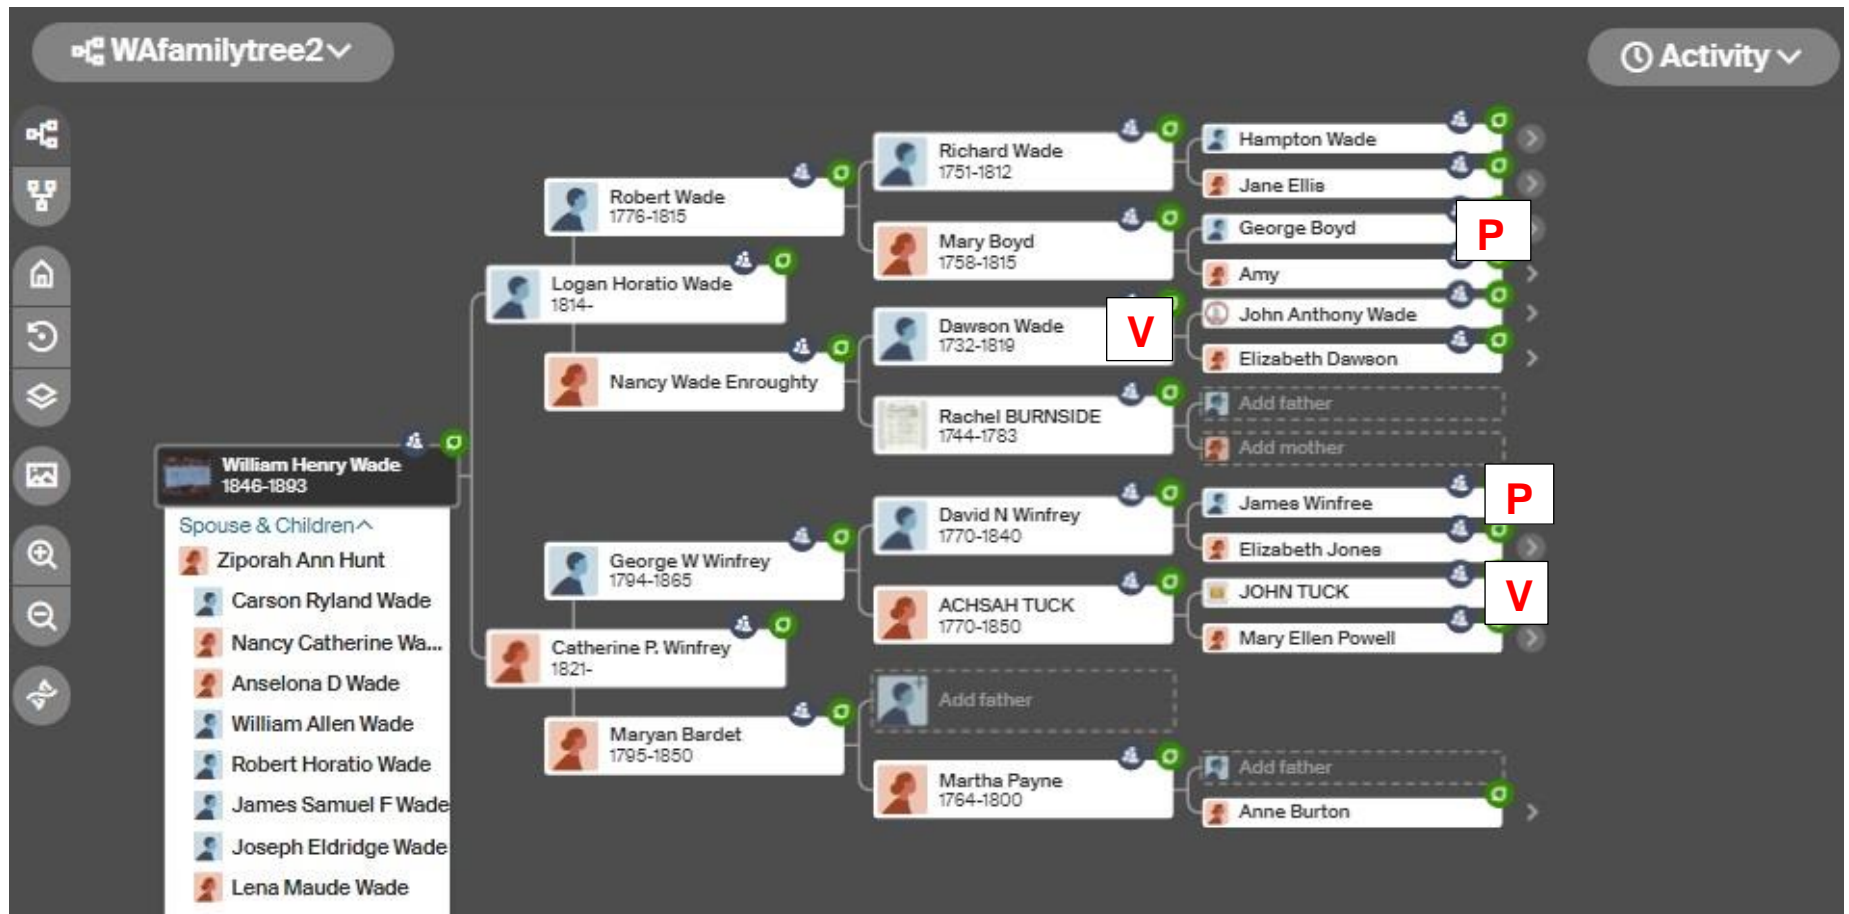 WAfamilytree2
Activity
William Henry Wade
1846-1893
Spouse & Children
Ziporah Ann Hunt
Carson Ryland Wade
Nancy Catherine Wa...
Anselona D Wade
William Allen Wade
Robert Horatio Wade
James Samuel F Wade
Joseph Eldridge Wade
Lena Maude Wade
Logan Horatio Wade
1814-
Catherine P. Winfrey
1821-
Robert Wade
1776-1815
Nancy Wade Enroughty
George W Winfrey
1794-1865
Maryan Bardet
1795-1850
Richard Wade
1751-1812
Mary Boyd
1758-1815
Dawson Wade
1732-1819
V
Rachel BURNSIDE
1744-1783
David N Winfrey
1770-1840
ACHSAH TUCK
1770-1850
Add father
Martha Payne
1764-1800
Hampton Wade
Jane Ellis
George Boyd
P
Amy
John Anthony Wade
Elizabeth Dawson
Add father
Add mother
James Winfree
P
Elizabeth Jones
JOHN TUCK
V
Mary Ellen Powell
Add father
Anne Burton